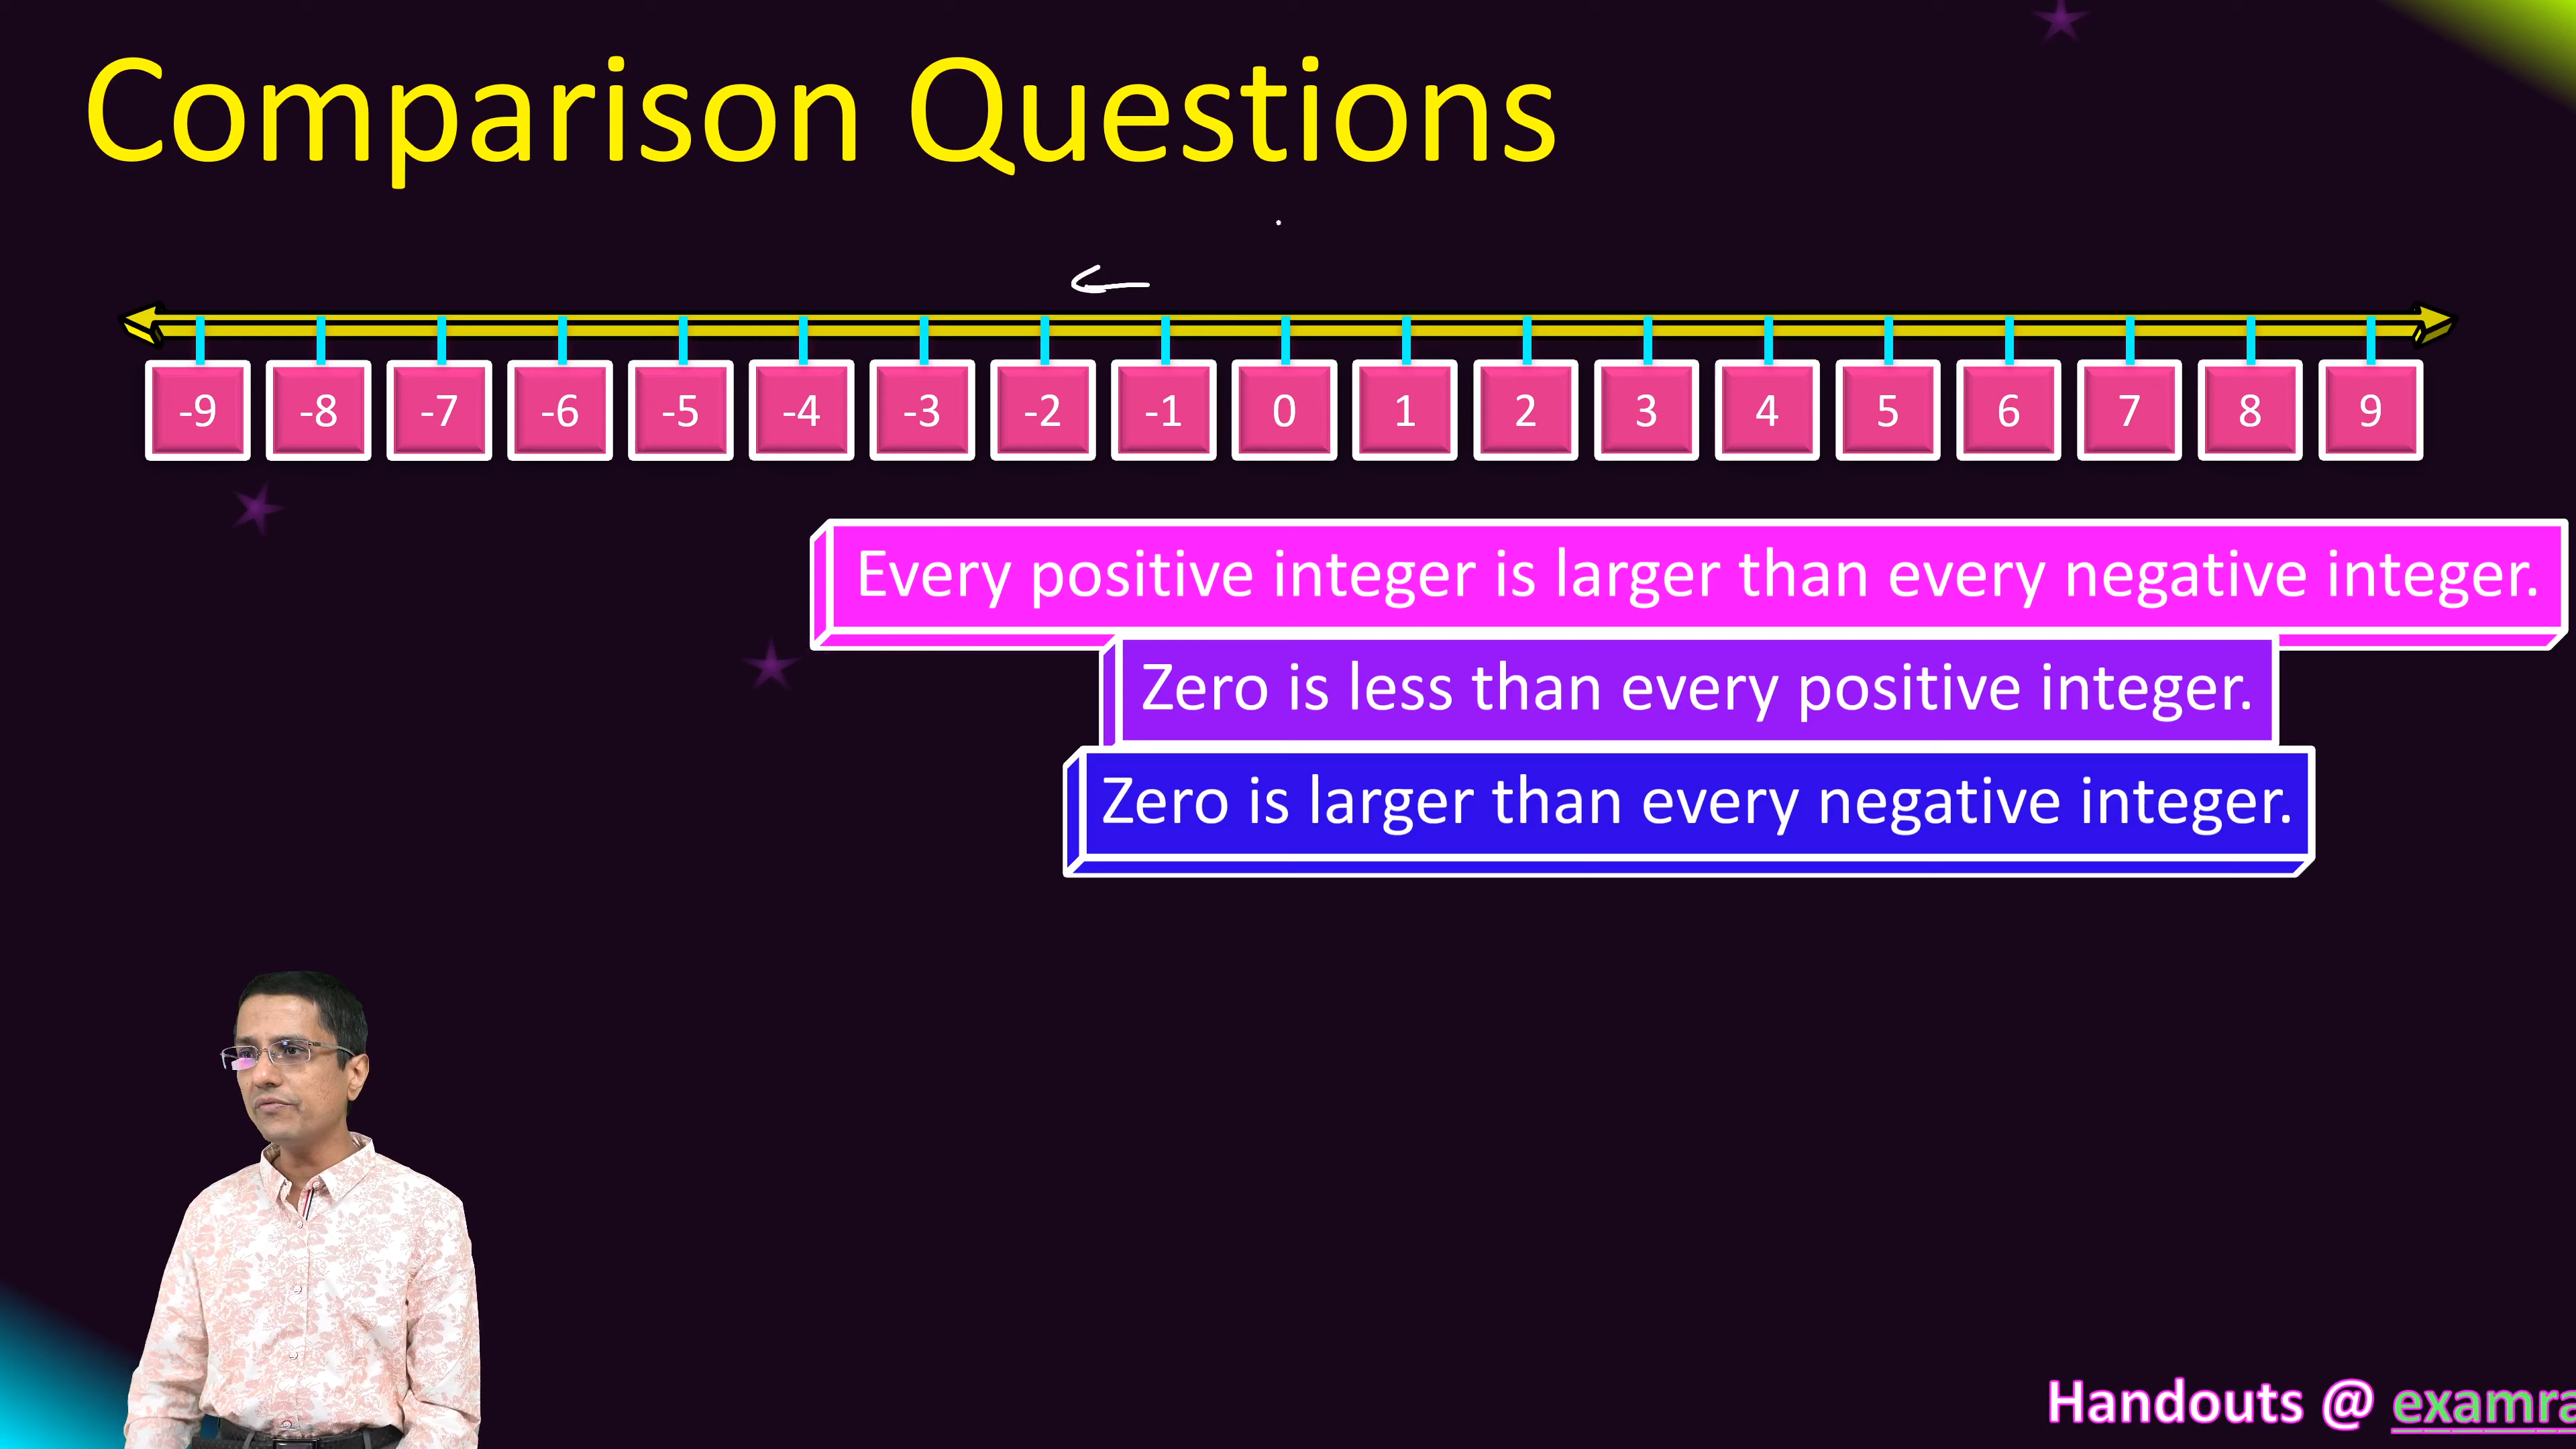 Comparison Questions
-9 -8 -7 -6 -5 -4 -3 -2 -1 0 1 2 3 4 5 6 7 8 9
Every positive integer is larger than every negative integer.
Zero is less than every positive integer.
Zero is larger than every negative integer.
Handouts @